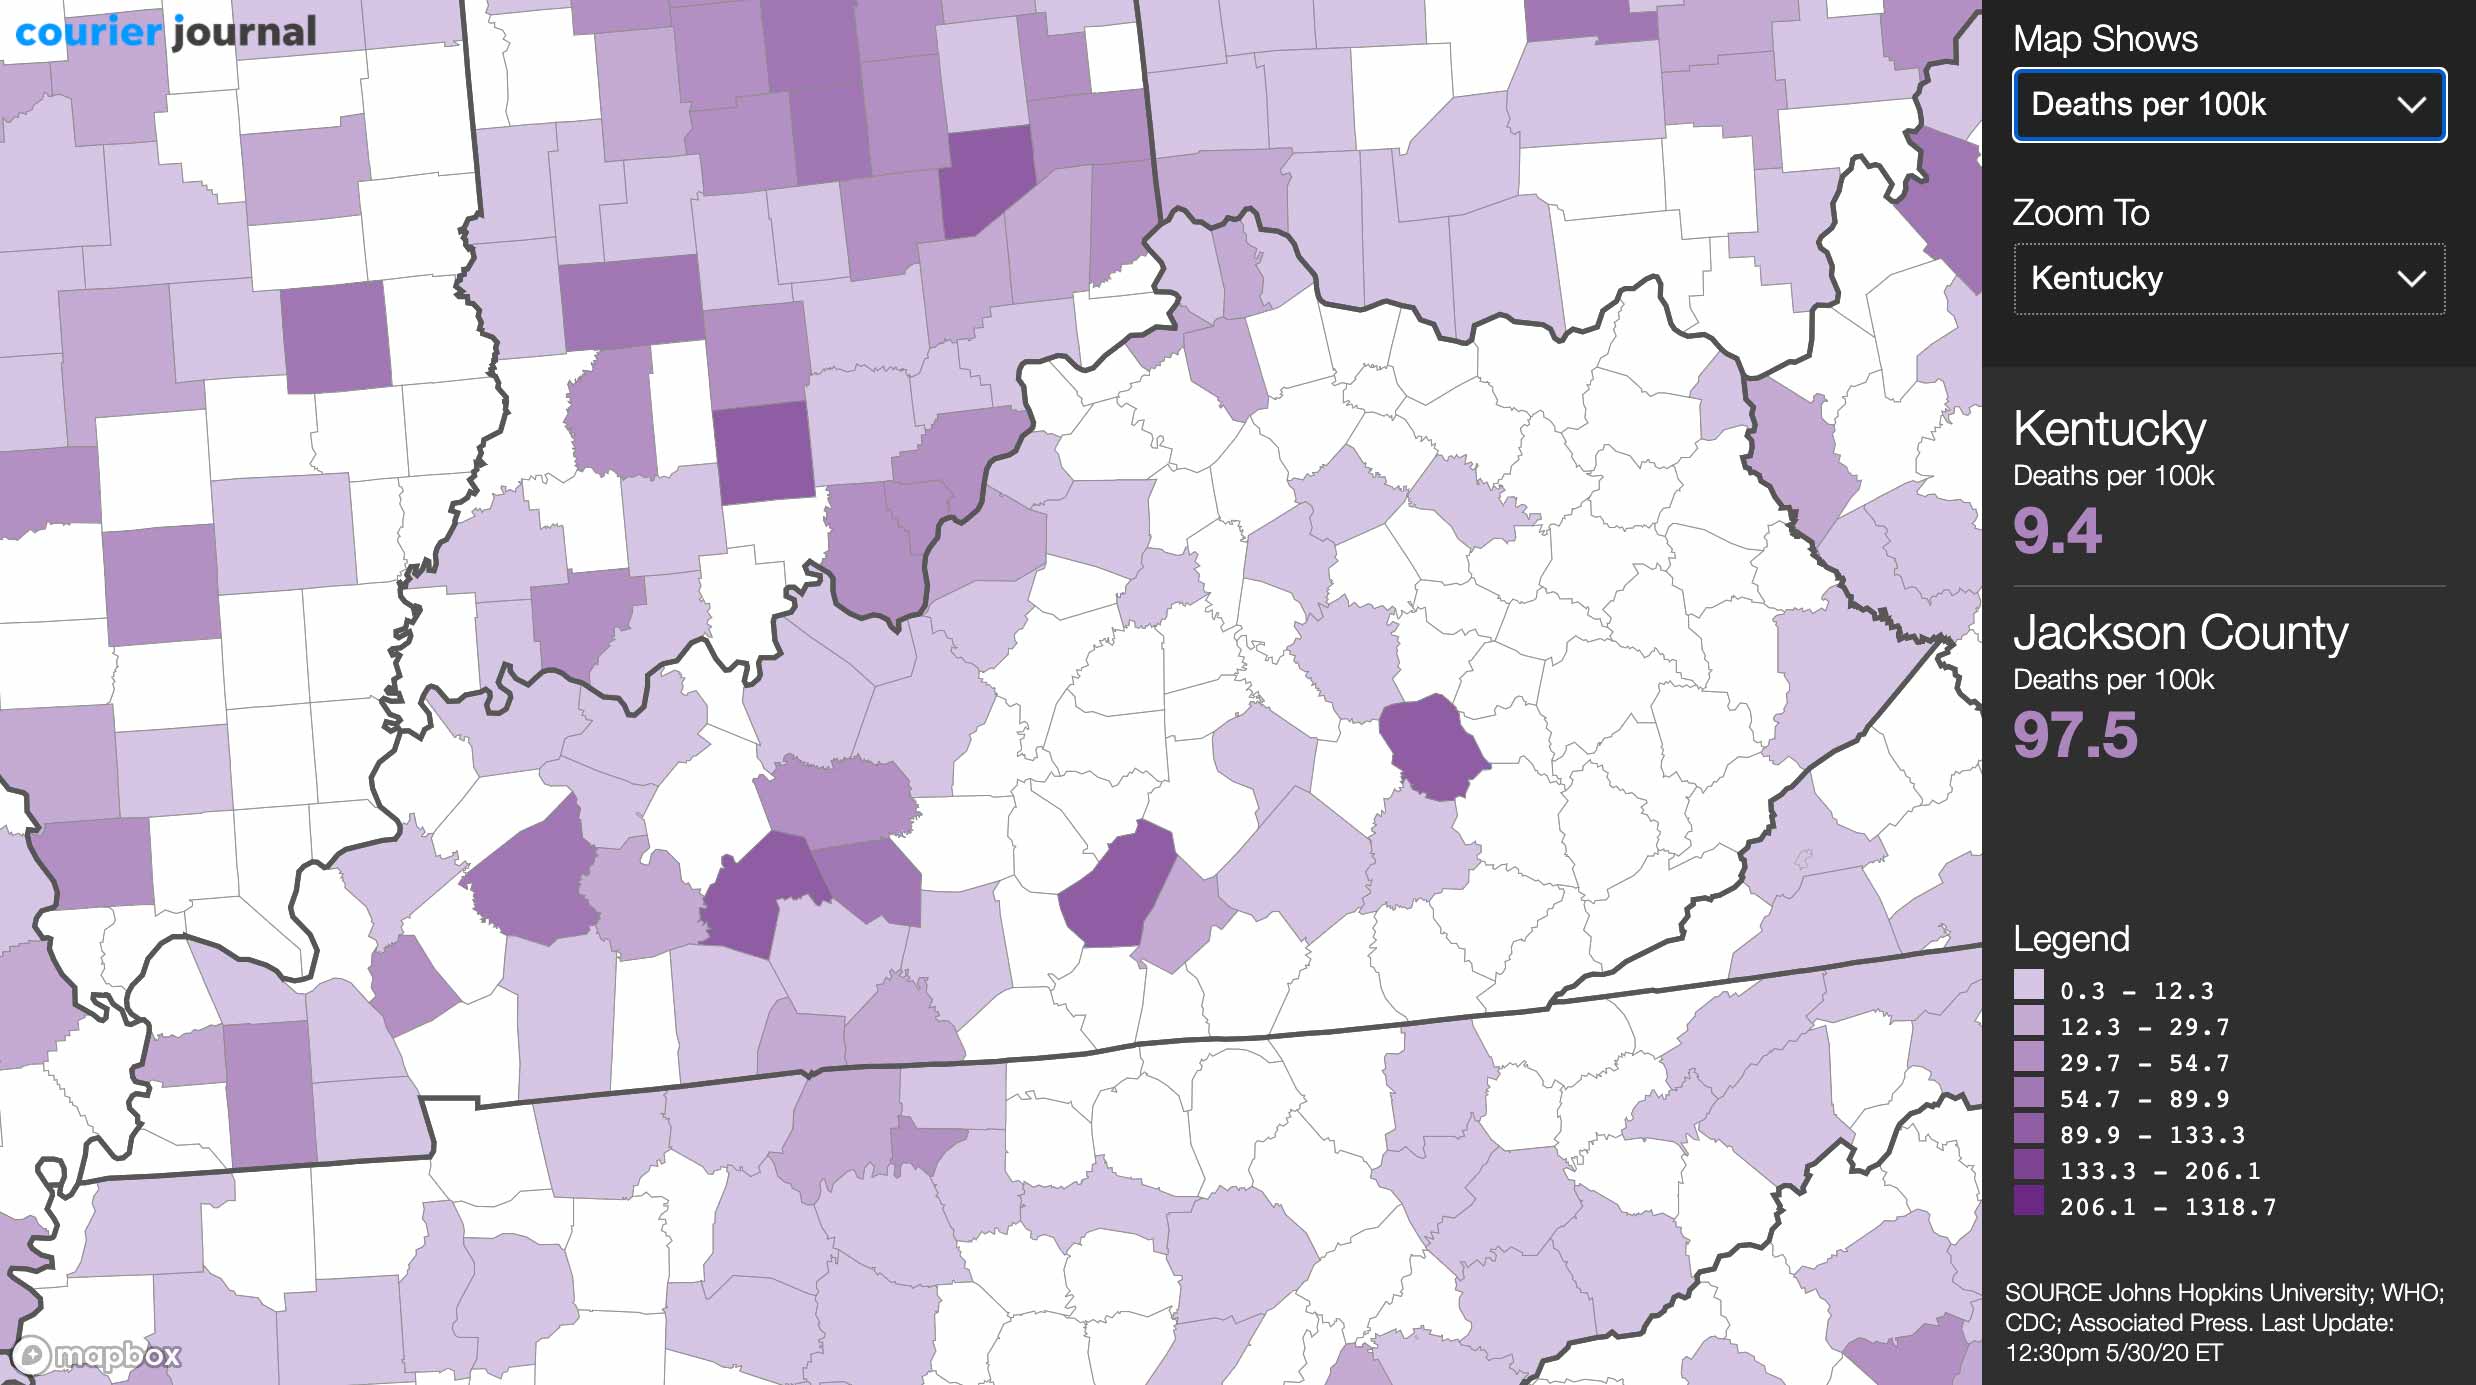 courier journal
Map Shows
Deaths per 100k
Zoom To
Kentucky
Kentucky
Deaths per 100k
9.4
Jackson County
Deaths per 100k
97.5
Legend
0.3 – 12.3
12.3 – 29.7
29.7 – 54.7
54.7 – 89.9
89.9 – 133.3
133.3 – 206.1
206.1 – 1318.7
SOURCE Johns Hopkins University; WHO;
CDC; Associated Press. Last Update:
12:30pm 5/30/20 ET
mapbox